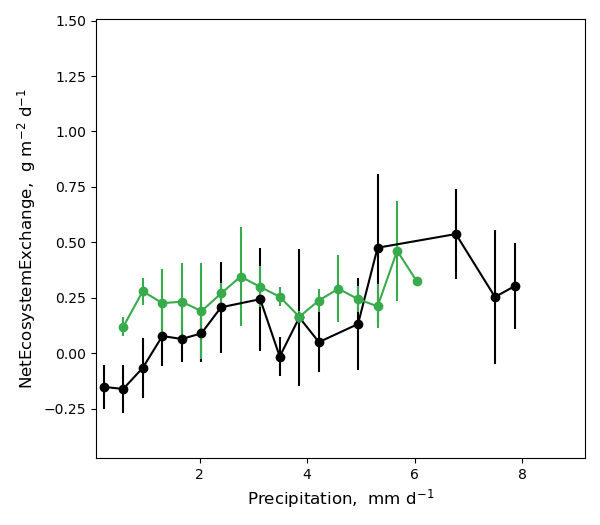 1.50
1.25
1.00
0.75
0.50
0.25
0.00
−0.25
NetEcosystemExchange, g m⁻² d⁻¹
2 4 6 8
Precipitation, mm d⁻¹